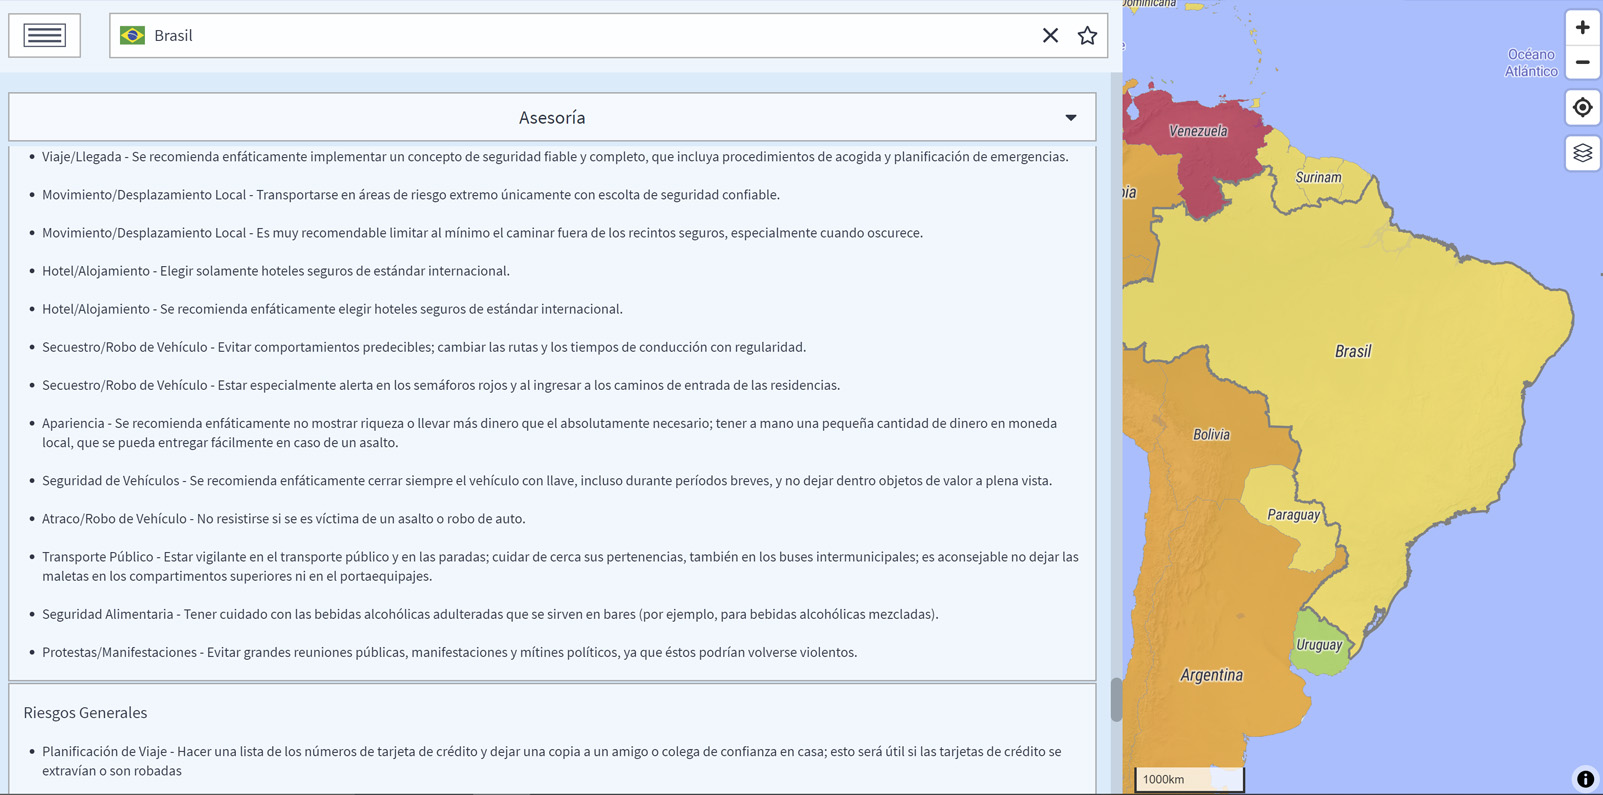 Brasil
Asesoría
Viaje/Llegada - Se recomienda enfáticamente implementar un concepto de seguridad fiable y completo, que incluya procedimientos de acogida y planificación de emergencias.
Movimiento/Desplazamiento Local - Transportarse en áreas de riesgo extremo únicamente con escolta de seguridad confiable.
Movimiento/Desplazamiento Local - Es muy recomendable limitar al mínimo el caminar fuera de los recintos seguros, especialmente cuando oscurece.
Hotel/Alojamiento - Elegir solamente hoteles seguros de estándar internacional.
Hotel/Alojamiento - Se recomienda enfáticamente elegir hoteles seguros de estándar internacional.
Secuestro/Robo de Vehículo - Evitar comportamientos predecibles; cambiar las rutas y los tiempos de conducción con regularidad.
Secuestro/Robo de Vehículo - Estar especialmente alerta en los semáforos rojos y al ingresar a los caminos de entrada de las residencias.
Apariencia - Se recomienda enfáticamente no mostrar riqueza o llevar más dinero que el absolutamente necesario; tener a mano una pequeña cantidad de dinero en moneda
local, que se pueda entregar fácilmente en caso de un asalto.
Seguridad de Vehículos - Se recomienda enfáticamente cerrar siempre el vehículo con llave, incluso durante períodos breves, y no dejar dentro objetos de valor a plena vista.
Atraco/Robo de Vehículo - No resistirse si se es víctima de un asalto o robo de auto.
Transporte Público - Estar vigilante en el transporte público y en las paradas; cuidar de cerca sus pertenencias, también en los buses intermunicipales; es aconsejable no dejar las
maletas en los compartimentos superiores ni en el portaequipajes.
Seguridad Alimentaria - Tener cuidado con las bebidas alcohólicas adulteradas que se sirven en bares (por ejemplo, para bebidas alcohólicas mezcladas).
Protestas/Manifestaciones - Evitar grandes reuniones públicas, manifestaciones y mítines políticos, ya que éstos podrían volverse violentos.
Riesgos Generales
Planificación de Viaje - Hacer una lista de los números de tarjeta de crédito y dejar una copia a un amigo o colega de confianza en casa; esto será útil si las tarjetas de crédito se
extravían o son robadas
Dominicana
Océano
Atlántico
Venezuela
Surinam
bia
Brasil
Bolivia
Paraguay
Uruguay
Argentina
1000km